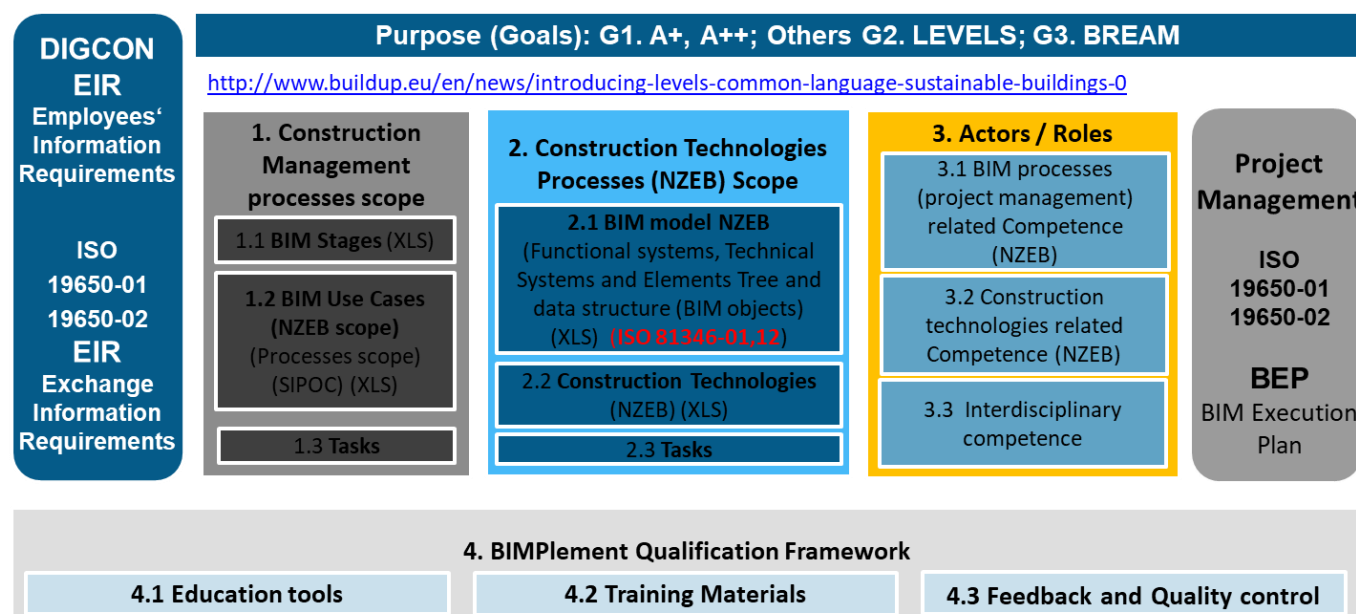 DIGCON
EIR
Employees‘
Information
Requirements
ISO
19650-01
19650-02
EIR
Exchange
Information
Requirements
Purpose (Goals): G1. A+, A++; Others G2. LEVELS; G3. BREAM
http://www.buildup.eu/en/news/introducing-levels-common-language-sustainable-buildings-0
1. Construction
Management
processes scope
1.1 BIM Stages (XLS)
1.2 BIM Use Cases
(NZEB scope)
(Processes scope)
(SIPOC) (XLS)
1.3 Tasks
2. Construction Technologies
Processes (NZEB) Scope
2.1 BIM model NZEB
(Functional systems, Technical
Systems and Elements Tree and
data structure (BIM objects)
(XLS) (ISO 81346-01,12)
2.2 Construction Technologies
(NZEB) (XLS)
2.3 Tasks
3. Actors / Roles
3.1 BIM processes
(project management)
related Competence
(NZEB)
3.2 Construction
technologies related
Competence (NZEB)
3.3 Interdisciplinary
competence
Project
Management
ISO
19650-01
19650-02
BEP
BIM Execution
Plan
4. BIMPlement Qualification Framework
4.1 Education tools
4.2 Training Materials
4.3 Feedback and Quality control